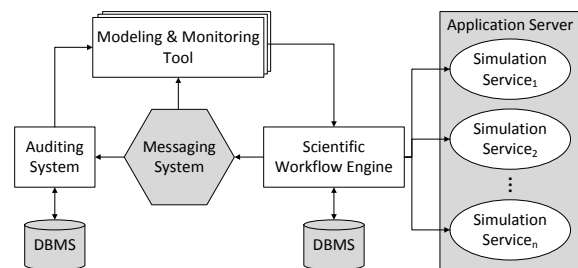 Modeling & Monitoring
Tool
Application Server
Simulation
Service₁
Auditing
System
Messaging
System
Scientific
Workflow Engine
Simulation
Service₂
⋮
DBMS
DBMS
Simulation
Serviceₙ